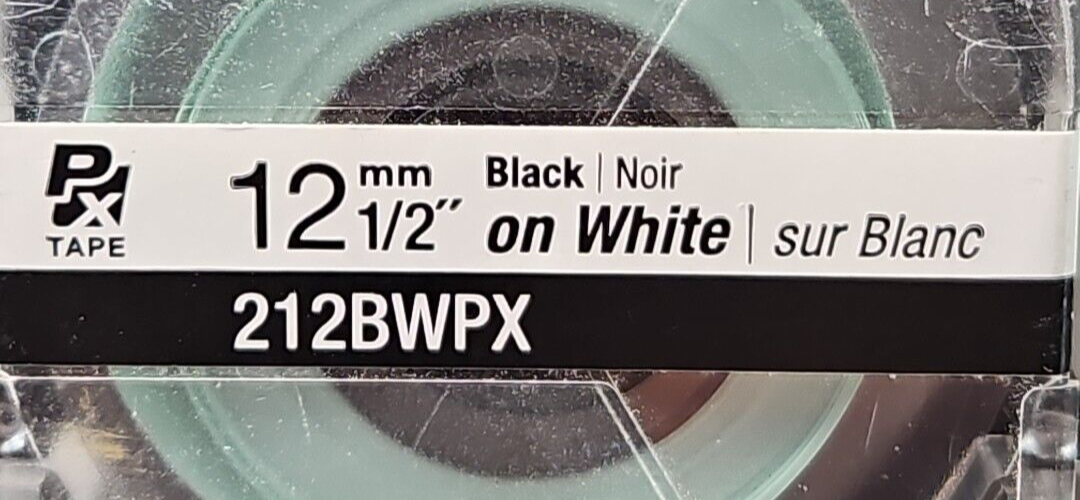 Px
TAPE
12 mm 1/2″
Black | Noir
on White | sur Blanc
212BWPX